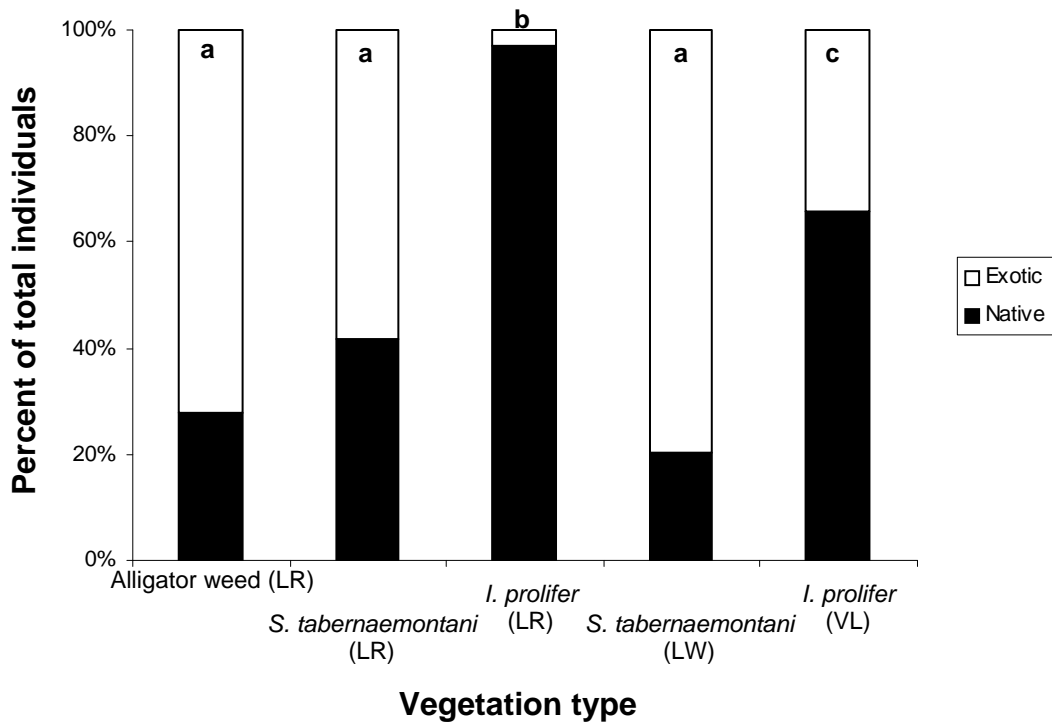 Percent of total individuals
100%
80%
60%
40%
20%
0%
a
a
b
a
c
Exotic
Native
Alligator weed (LR)
S. tabernaemontani
(LR)
I. prolifer
(LR)
S. tabernaemontani
(LW)
I. prolifer
(VL)
Vegetation type